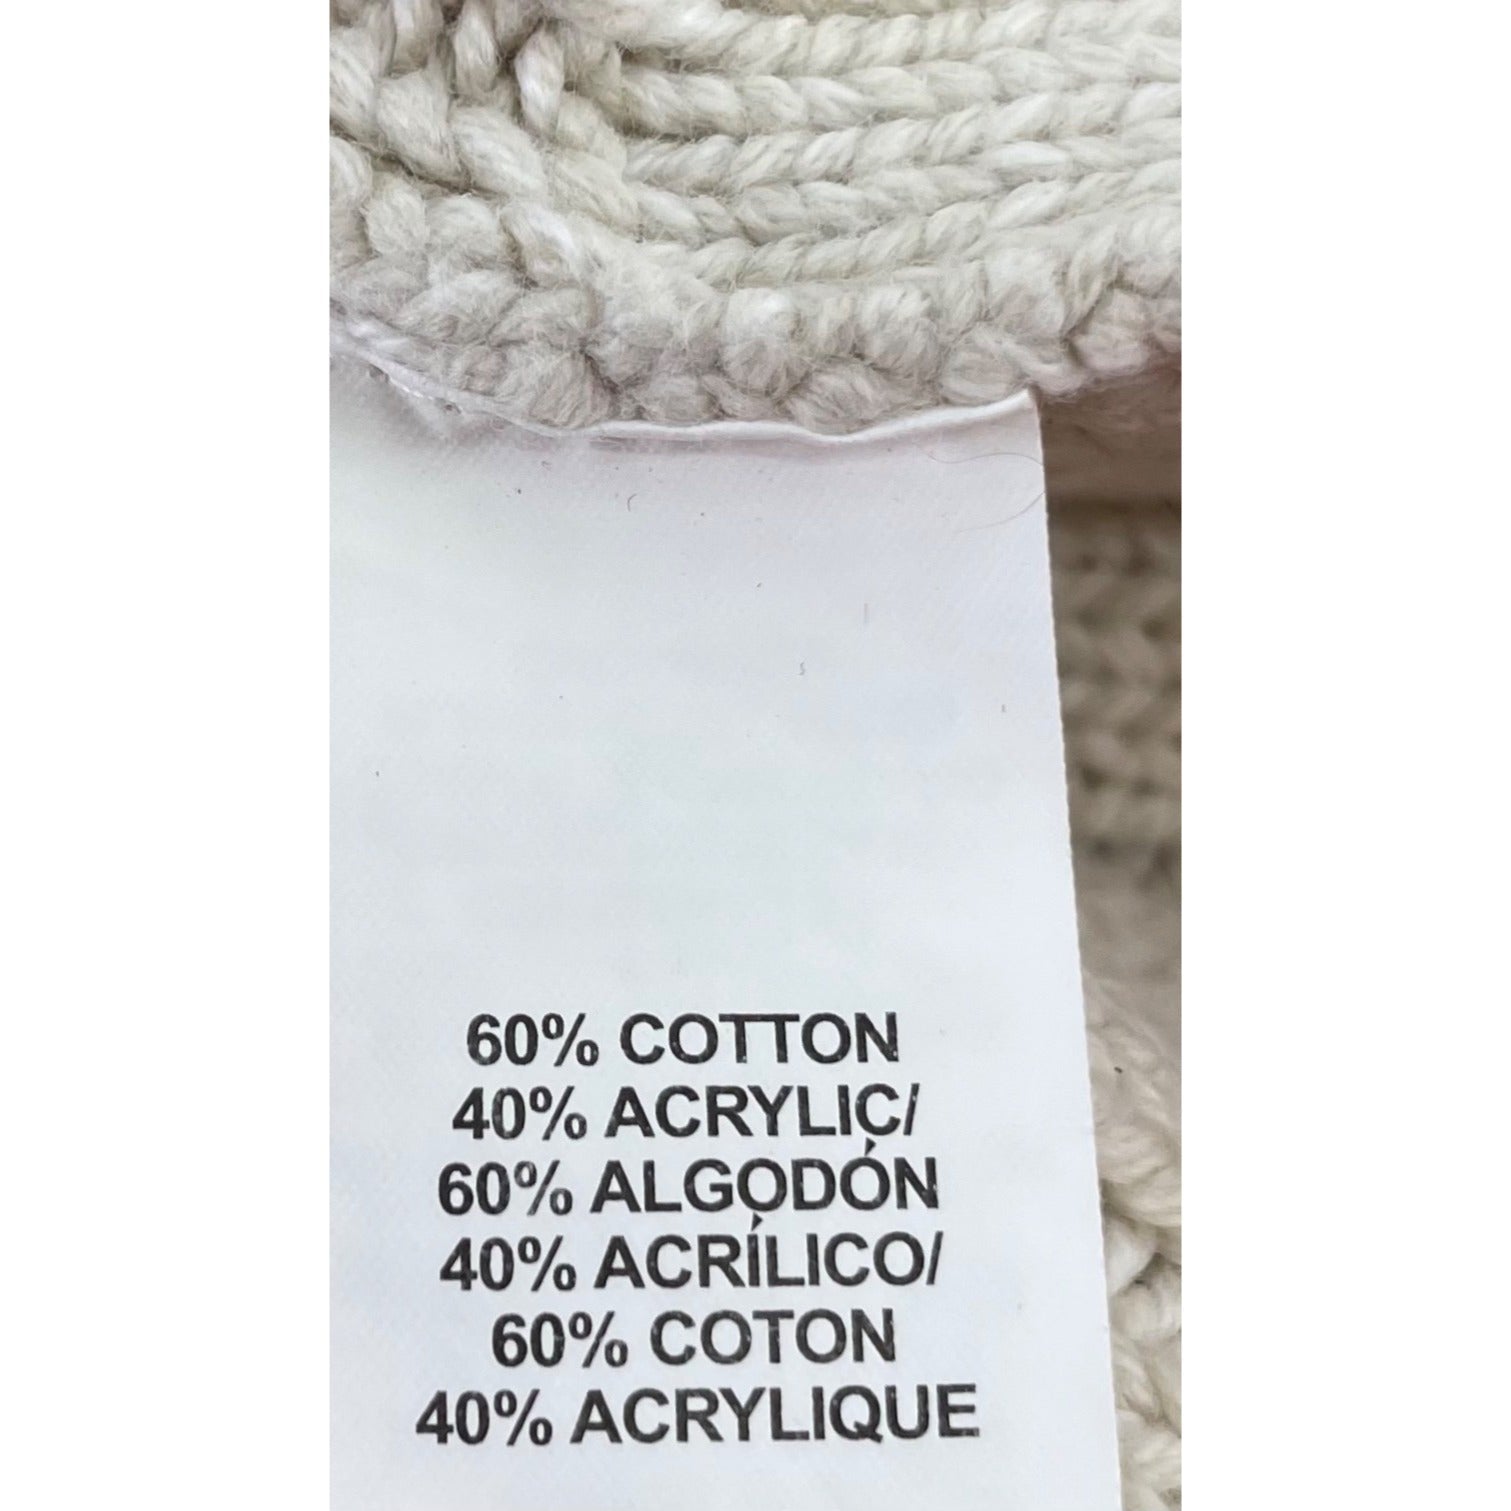 60% COTTON
40% ACRYLIC/
60% ALGODÓN
40% ACRÍLICO/
60% COTON
40% ACRYLIQUE